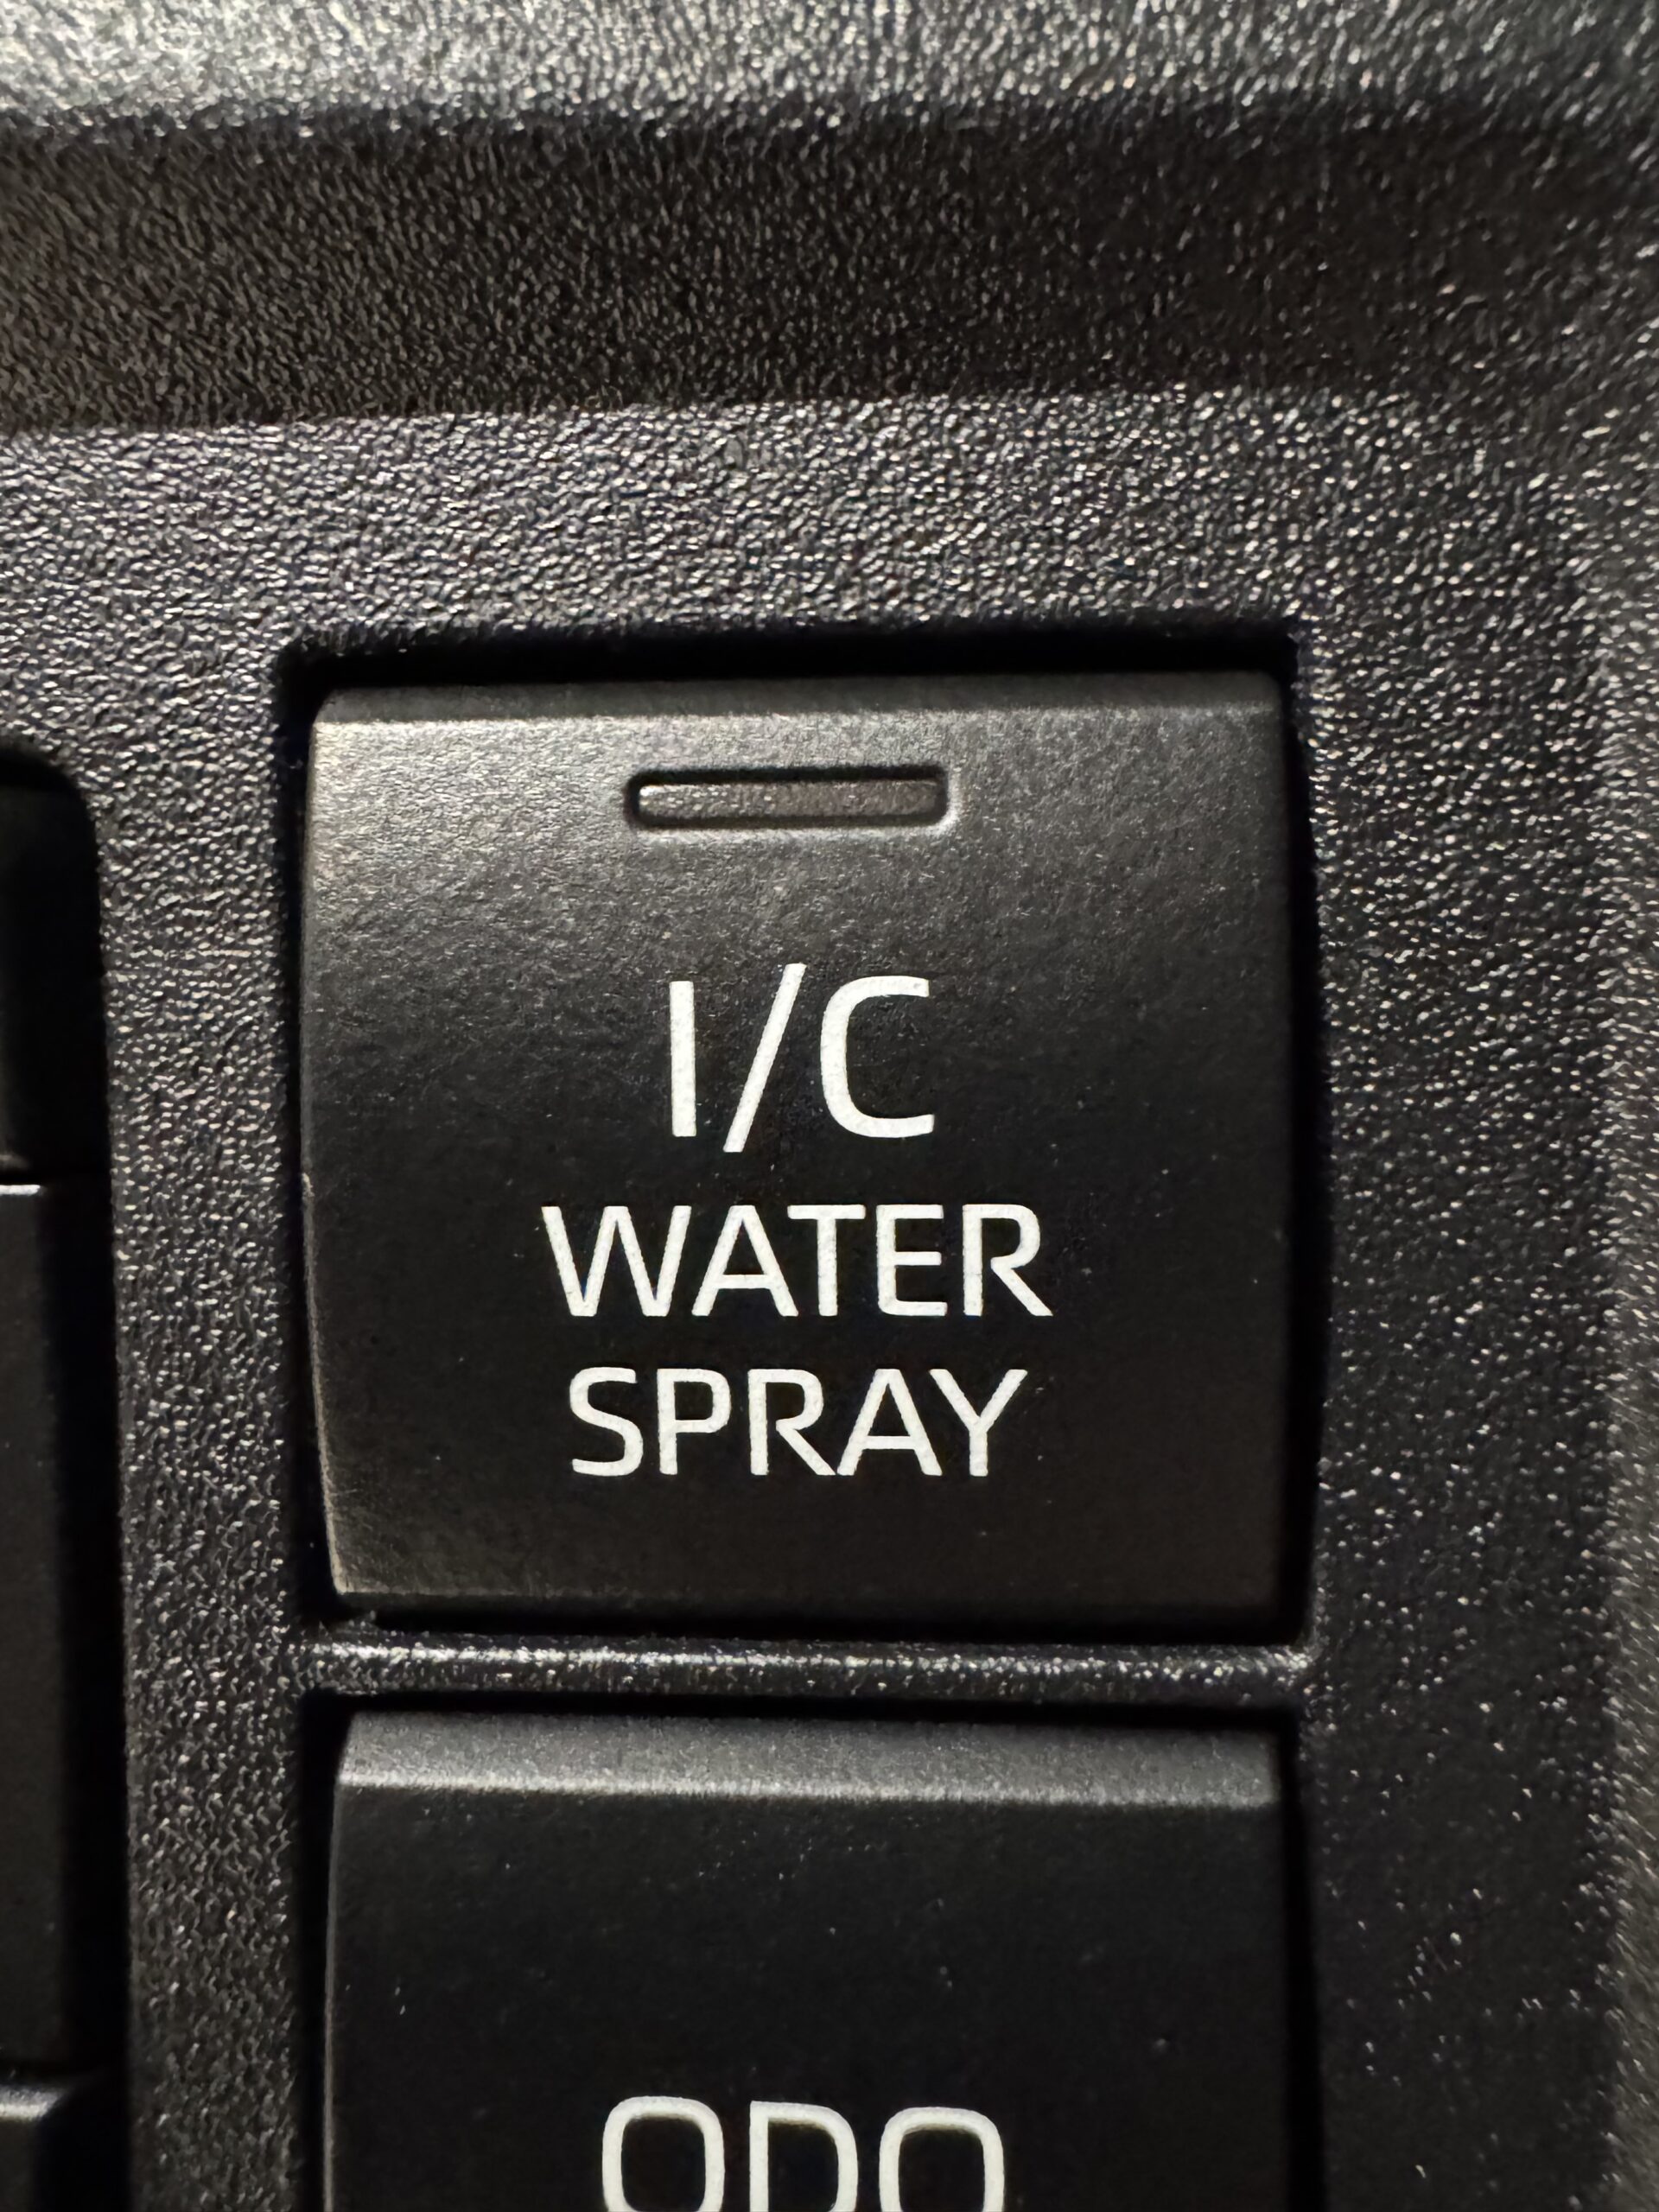 I/C
WATER
SPRAY
ODO